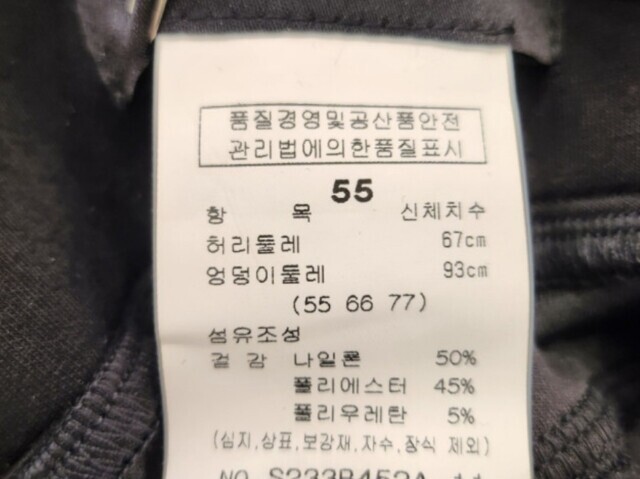 품질경영및공산품안전
관리법에의한품질표시
55
항 목 신체치수
허리둘레 67cm
엉덩이둘레 93cm
(55 66 77)
섬유조성
겉 감 나일론 50%
폴리에스터 45%
폴리우레탄 5%
(심지,상표,보강재,자수,장식 제외)
NO